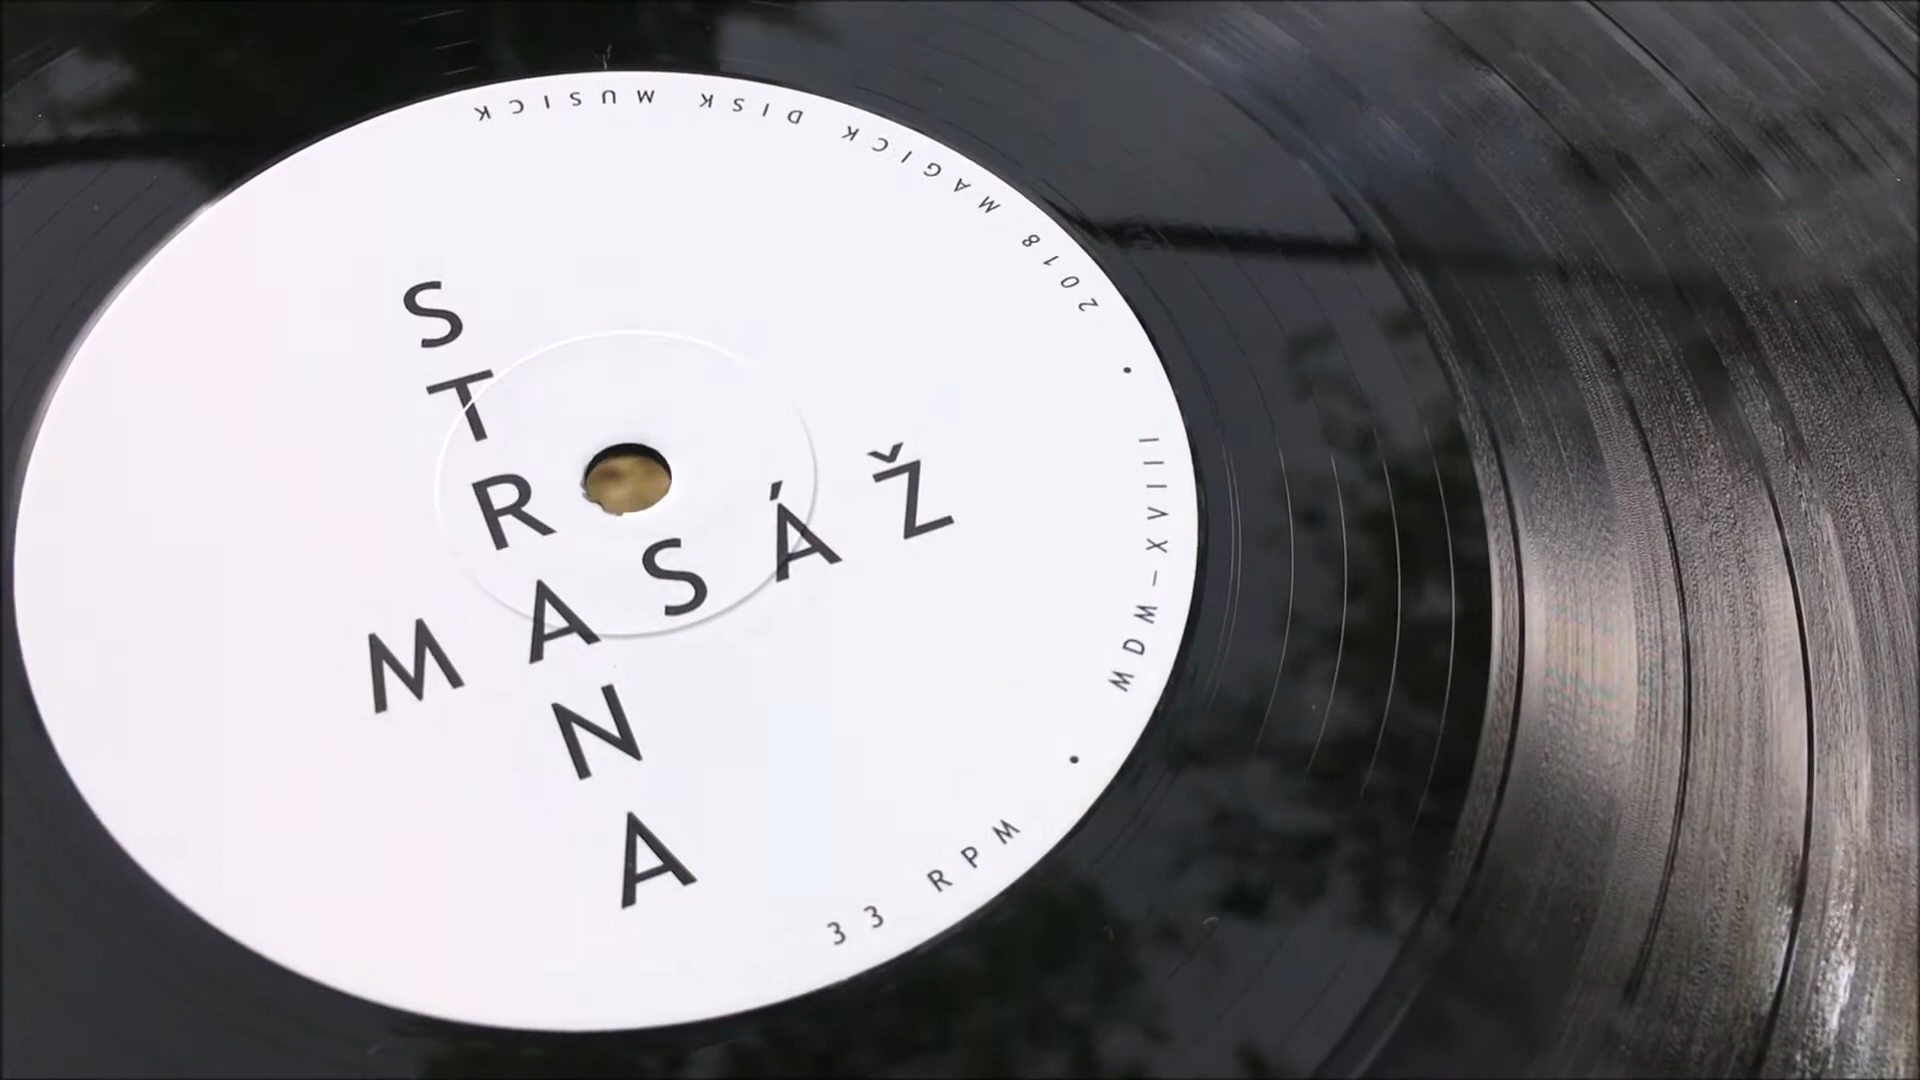 STRANA
MASÁŽ
33 RPM • MDM–XVIII • 2018 MAGICK DISK MUSICK